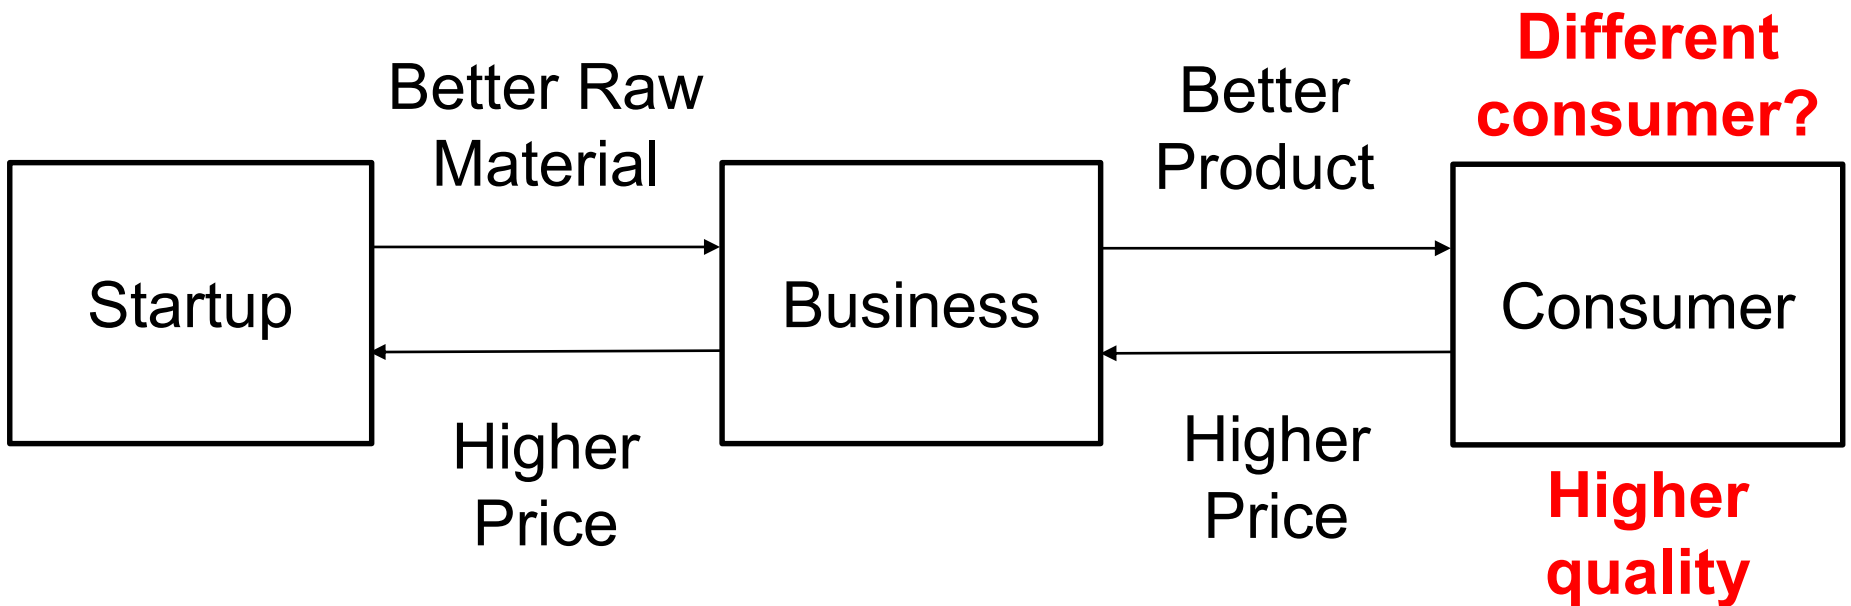 Different
consumer?
Better Raw
Material
Better
Product
Startup
Business
Consumer
Higher
Price
Higher
Price
Higher
quality